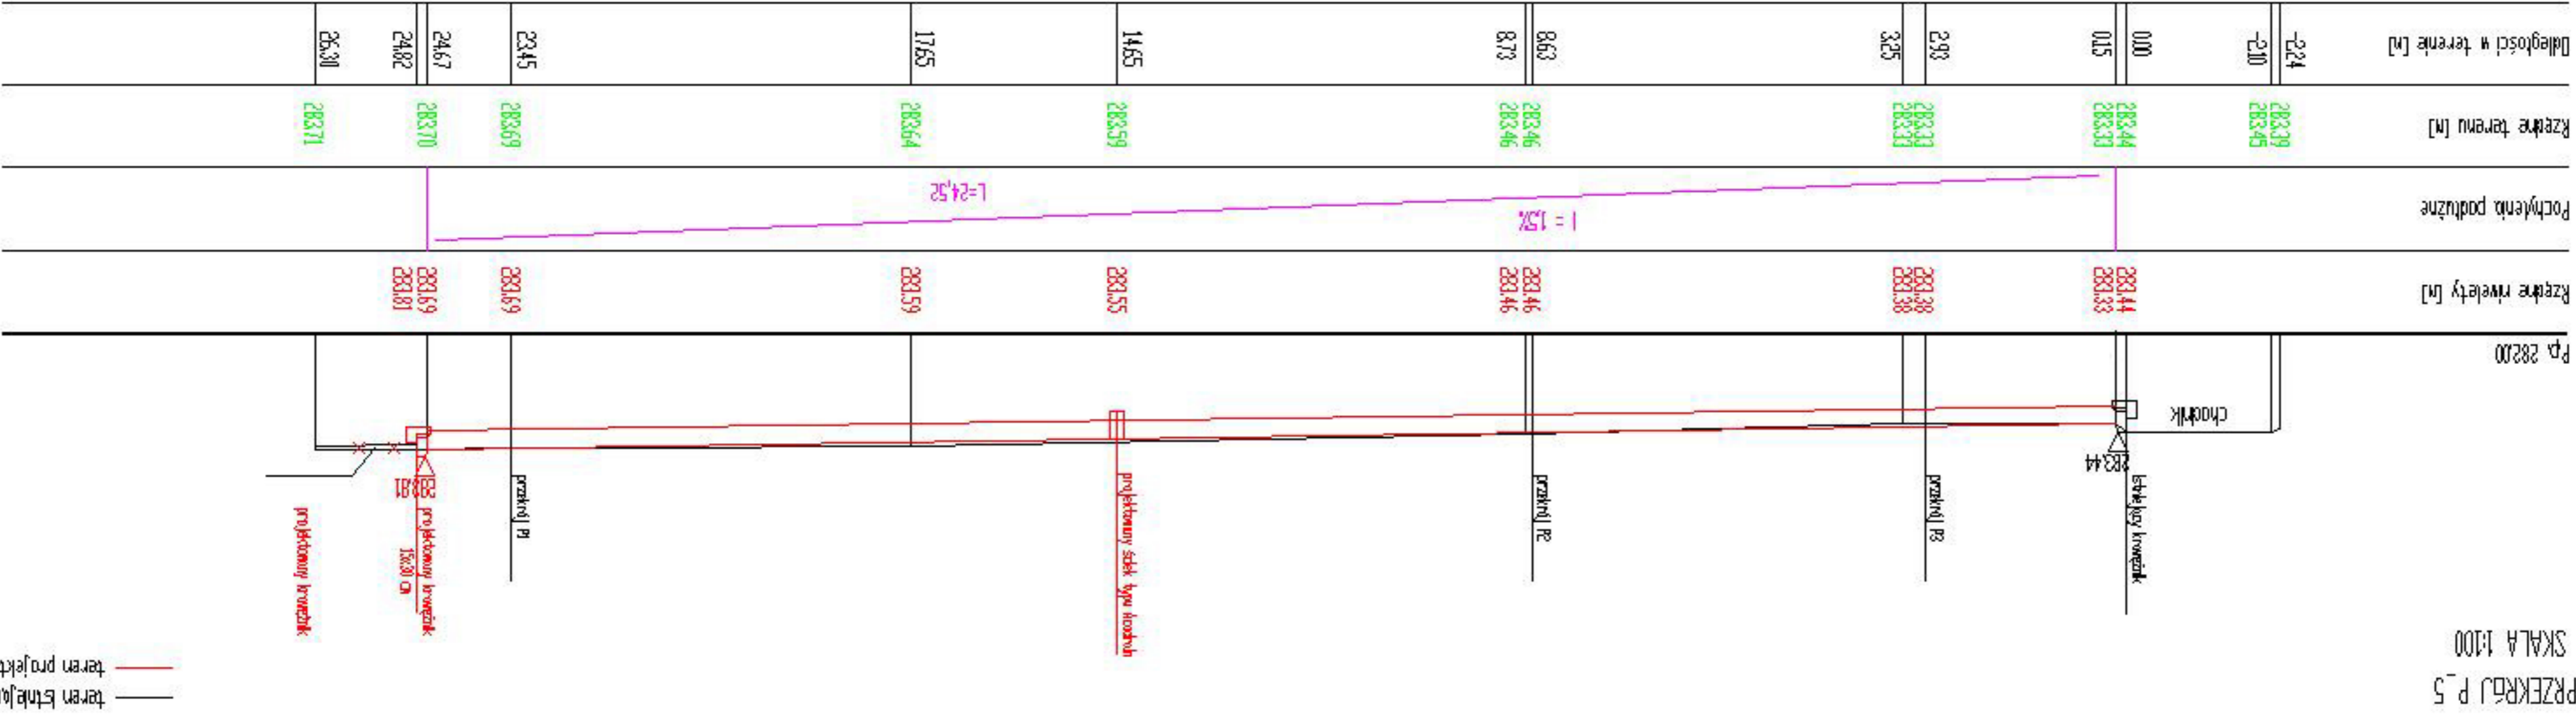 PRZEKRÓJ P_5
SKALA 1:100
teren istnieją
teren projekt
istniejący krawężnik
przekrój P3
przekrój P2
projektowany ściek typu
przekrój P1
projektowany krawężnik
15x30 cm
projektowany krawężnik
283,44
283,81
chodnik
P.p. 282,00
Rzędne niwelety [m]
283,44 283,33 283,38 283,38 283,46 283,46 283,55 283,59 283,69 283,69 283,81
Pochylenia podłużne
i = 1,5%
L=24,52
Rzędne terenu [m]
283,39 283,45 283,44 283,33 283,33 283,33 283,46 283,46 283,59 283,64 283,69 283,70 283,71
Odległości w terenie [m]
-2,24 -2,10 0,00 0,15 2,93 3,25 8,63 8,73 14,65 17,65 23,45 24,67 24,82 26,30